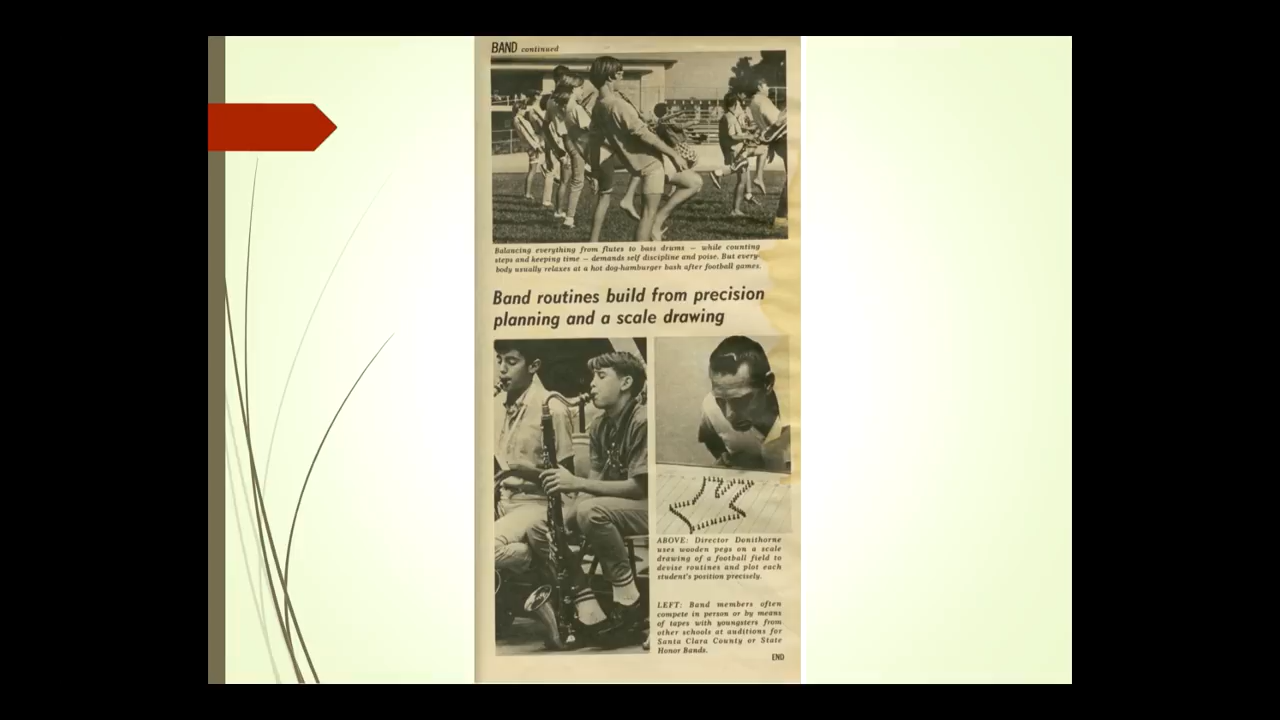 BAND continued
Balancing everything from flutes to bass drums — while counting
steps and keeping time — demands self discipline and poise. But every-
body usually relaxes at a hot dog-hamburger bash after football games.
Band routines build from precision
planning and a scale drawing
ABOVE: Director Donithorne
uses wooden pegs on a scale
drawing of a football field to
devise routines and plot each
student's position precisely.
LEFT: Band members often
compete in person or by means
of tapes with youngsters from
other schools at auditions for
Santa Clara County or State
Honor Bands.
END